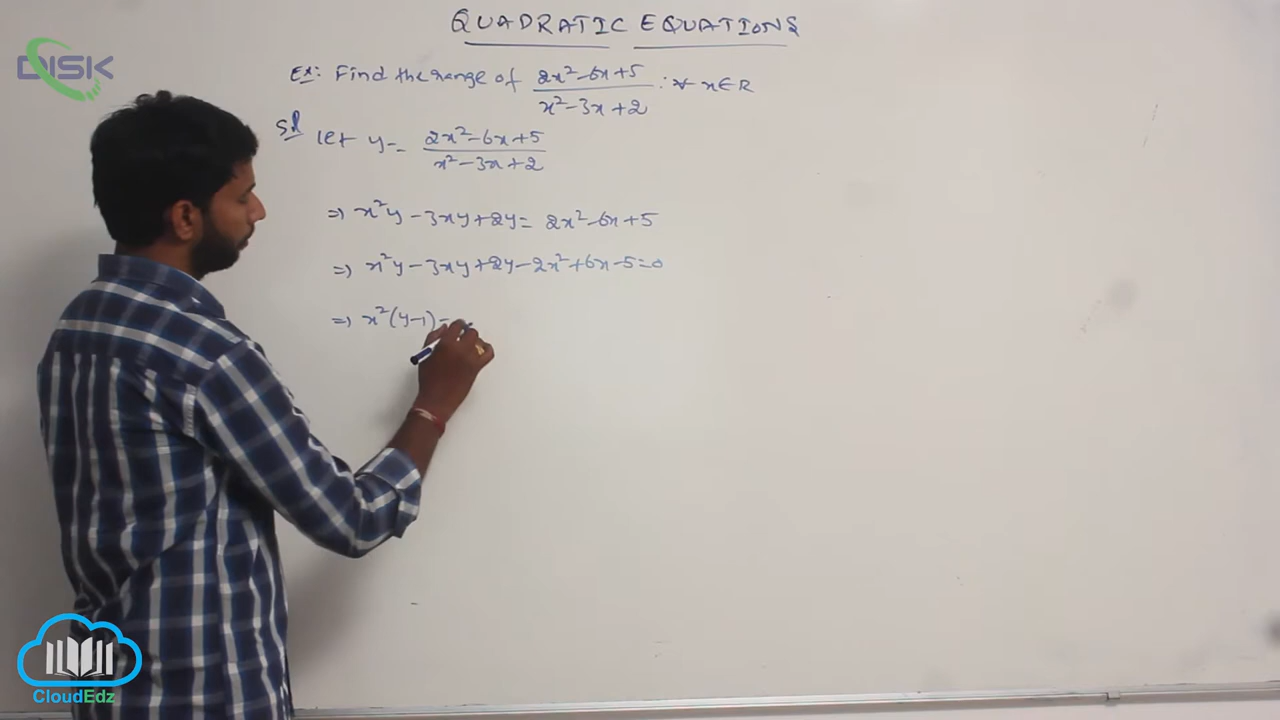 QUADRATIC EQUATIONS
DISK
Ex: Find the range of (2x²-6x+5)/(x²-3x+2) : ∀ x∈R
Sol let y = (2x²-6x+5)/(x²-3x+2)
⇒ x²y - 3xy + 2y = 2x² - 6x + 5
⇒ x²y - 3xy + 2y - 2x² + 6x - 5 = 0
⇒ x²(y-1) -
CloudEdz